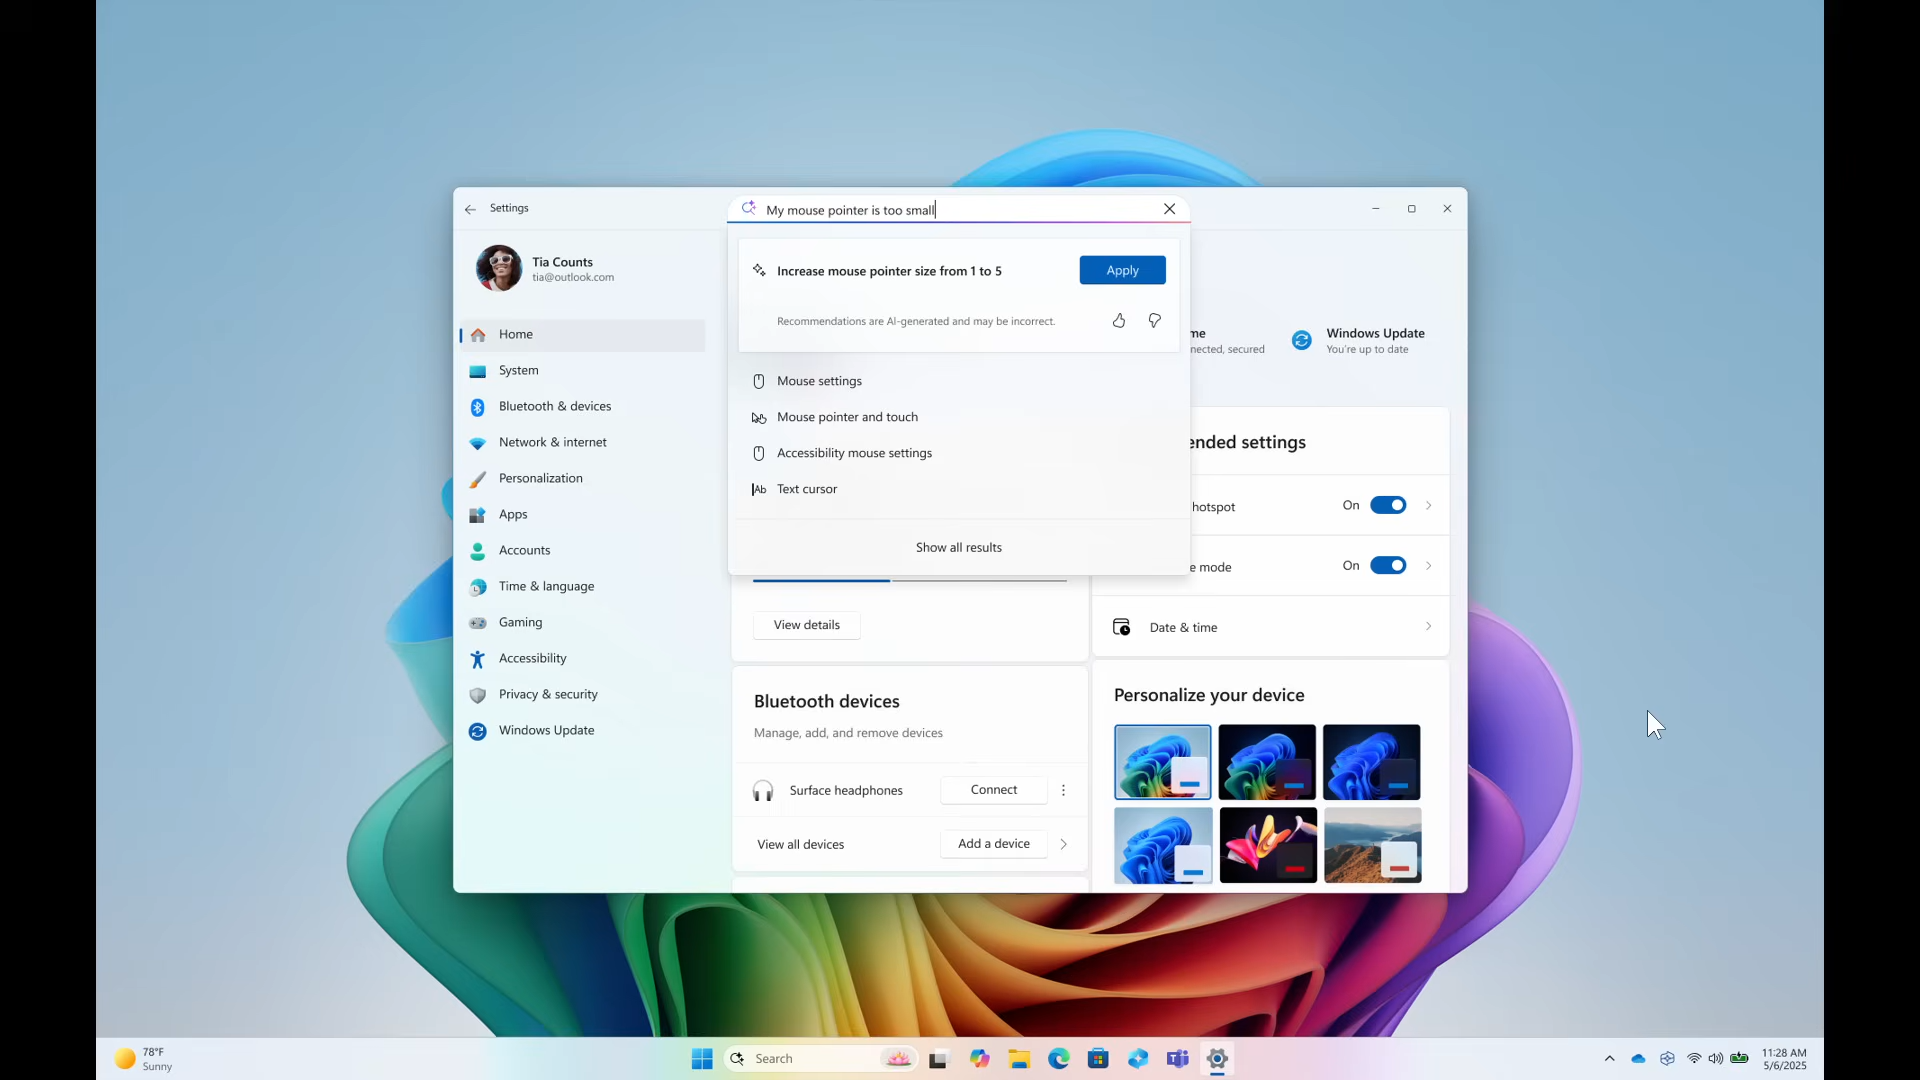 Settings
My mouse pointer is too small
Tia Counts
tia@outlook.com
Home
System
Bluetooth & devices
Network & internet
Personalization
Apps
Accounts
Time & language
Gaming
Accessibility
Privacy & security
Windows Update
Increase mouse pointer size from 1 to 5
Apply
Recommendations are AI-generated and may be incorrect.
Mouse settings
Mouse pointer and touch
Accessibility mouse settings
Ab
Text cursor
Show all results
me
nected, secured
Windows Update
You're up to date
ended settings
hotspot
On
e mode
On
Date & time
View details
Bluetooth devices
Manage, add, and remove devices
Surface headphones
Connect
View all devices
Add a device
Personalize your device
78°F
Sunny
Search
11:28 AM
5/6/2025